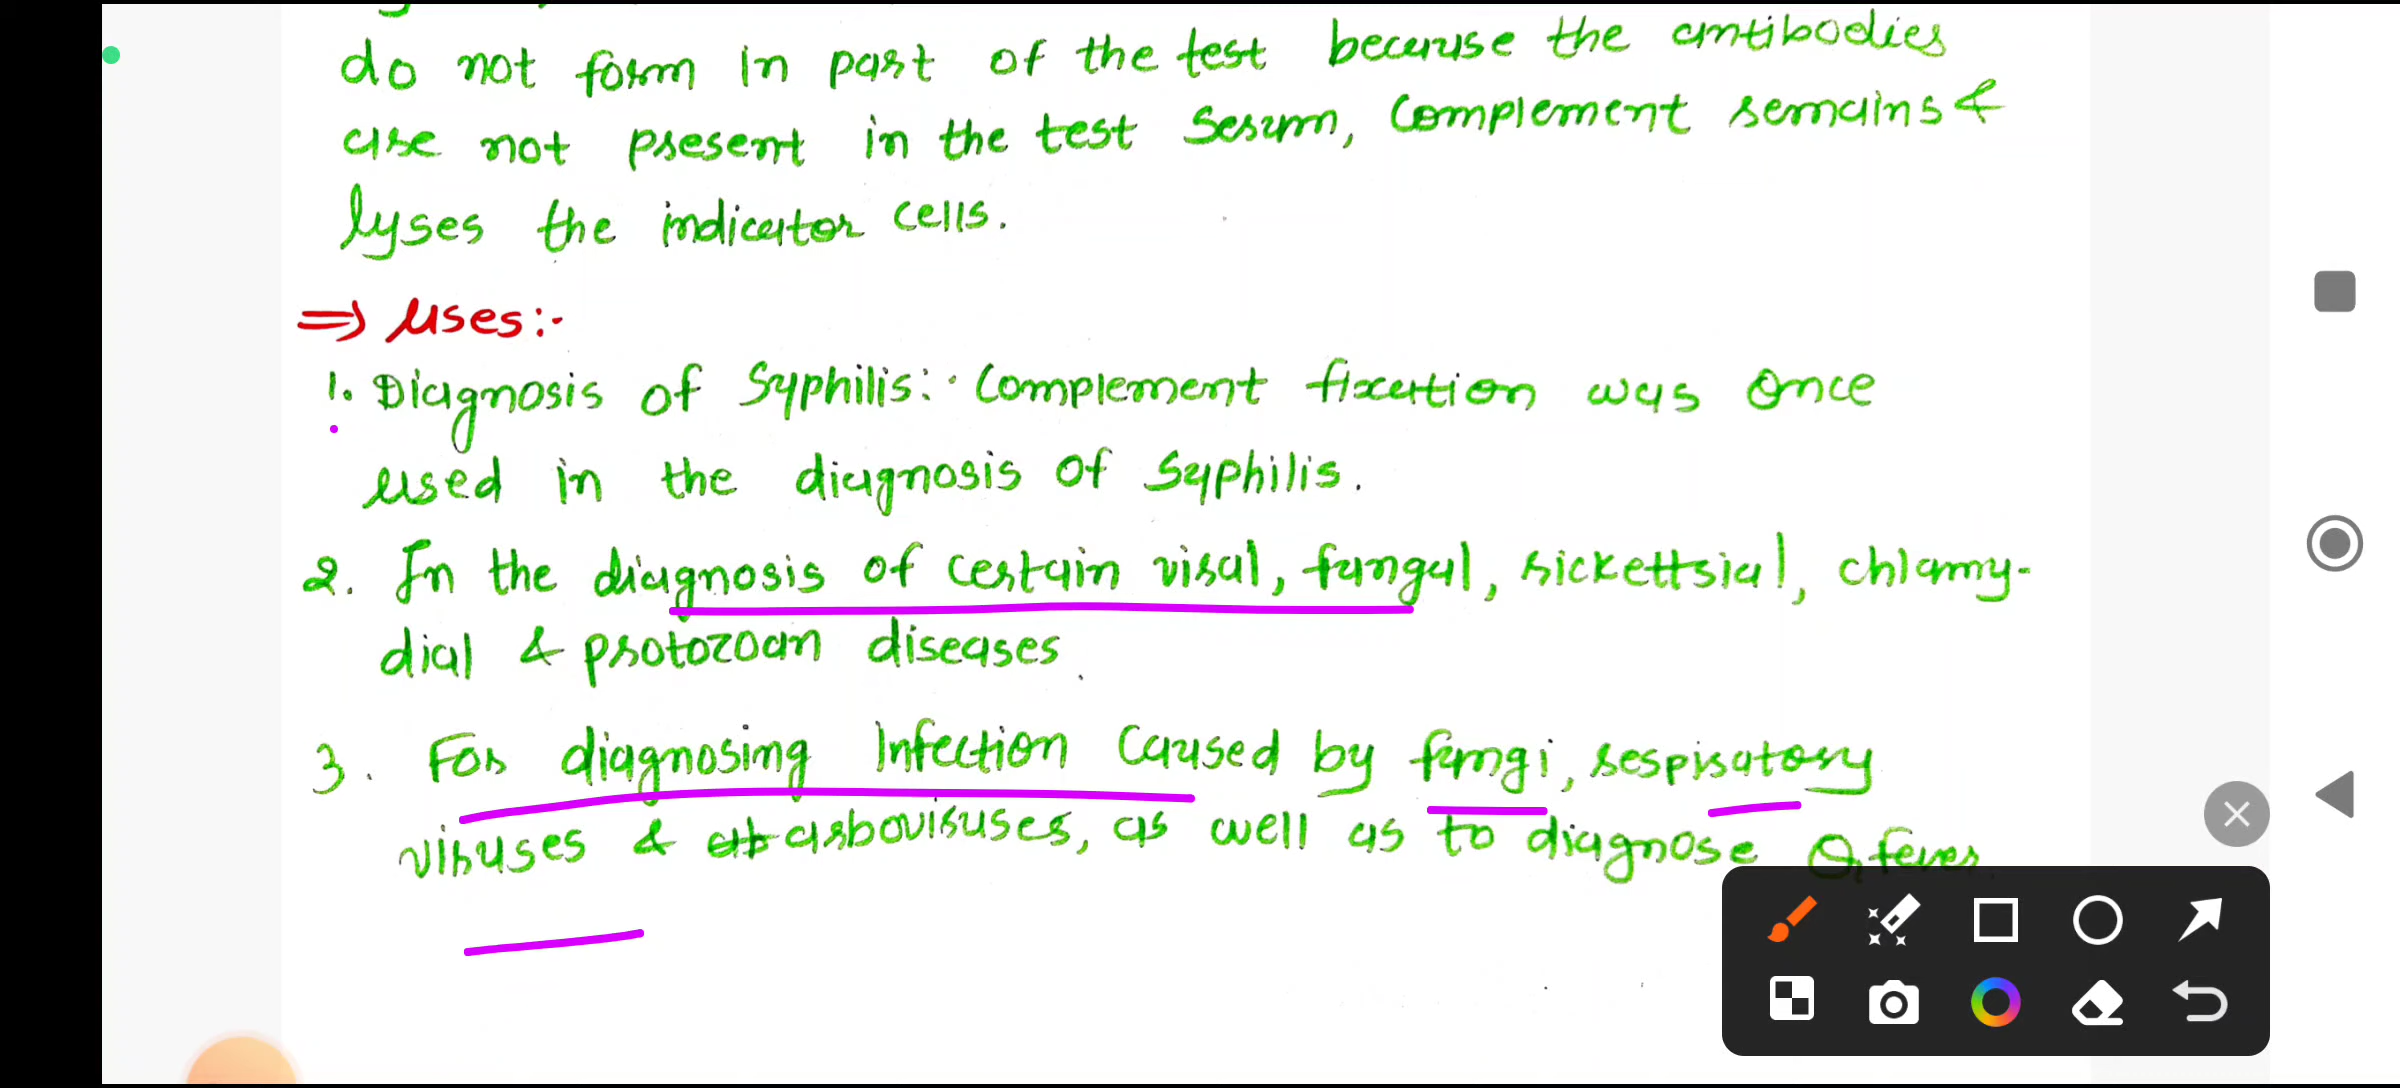 do not form in part of the test because the antibodies
are not present in the test serum, complement remains &
lyses the indicator cells.
⇒ Uses:-
1. Diagnosis of Syphilis:- Complement fixation was once
used in the diagnosis of Syphilis.
2. In the diagnosis of certain viral, fungal, rickettsial, chlamy-
dial & protozoan diseases.
3. For diagnosing Infection Caused by fungi, respiratory
viruses & arboviruses, as well as to diagnose Q fever